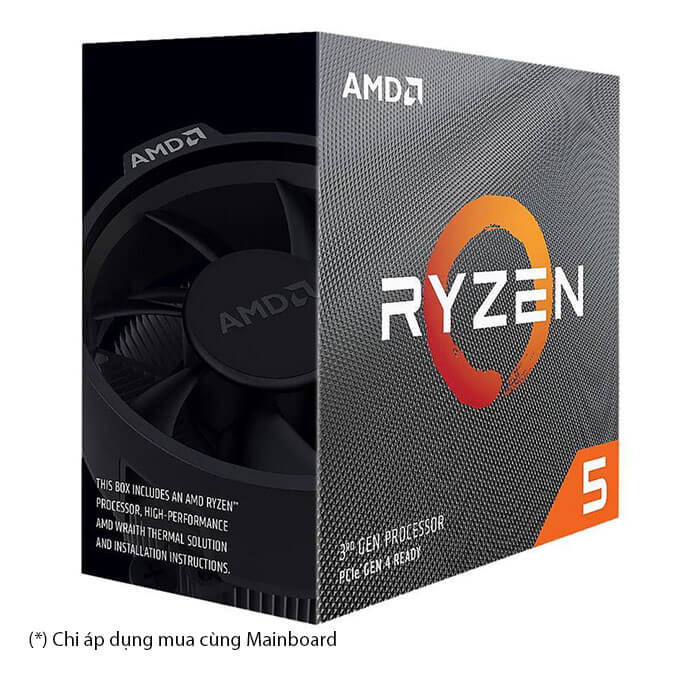 AMD
AMD
AMD
RYZEN
5
THIS BOX INCLUDES AN AMD RYZEN™
PROCESSOR, HIGH-PERFORMANCE
AMD WRAITH THERMAL SOLUTION
AND INSTALLATION INSTRUCTIONS.
3RD GEN PROCESSOR
PCIe GEN 4 READY
(*) Chỉ áp dụng mua cùng Mainboard